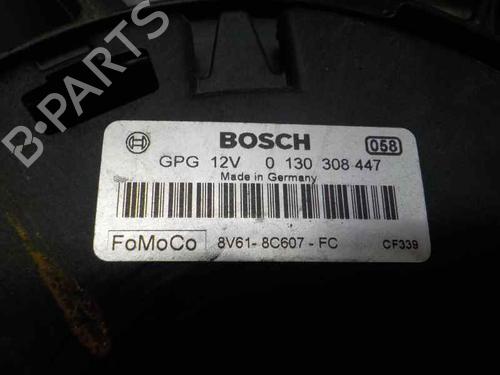 B-PARTS
BOSCH
058
GPG 12V 0 130 308 447
Made in Germany
FoMoCo 8V61-8C607-FC CF339